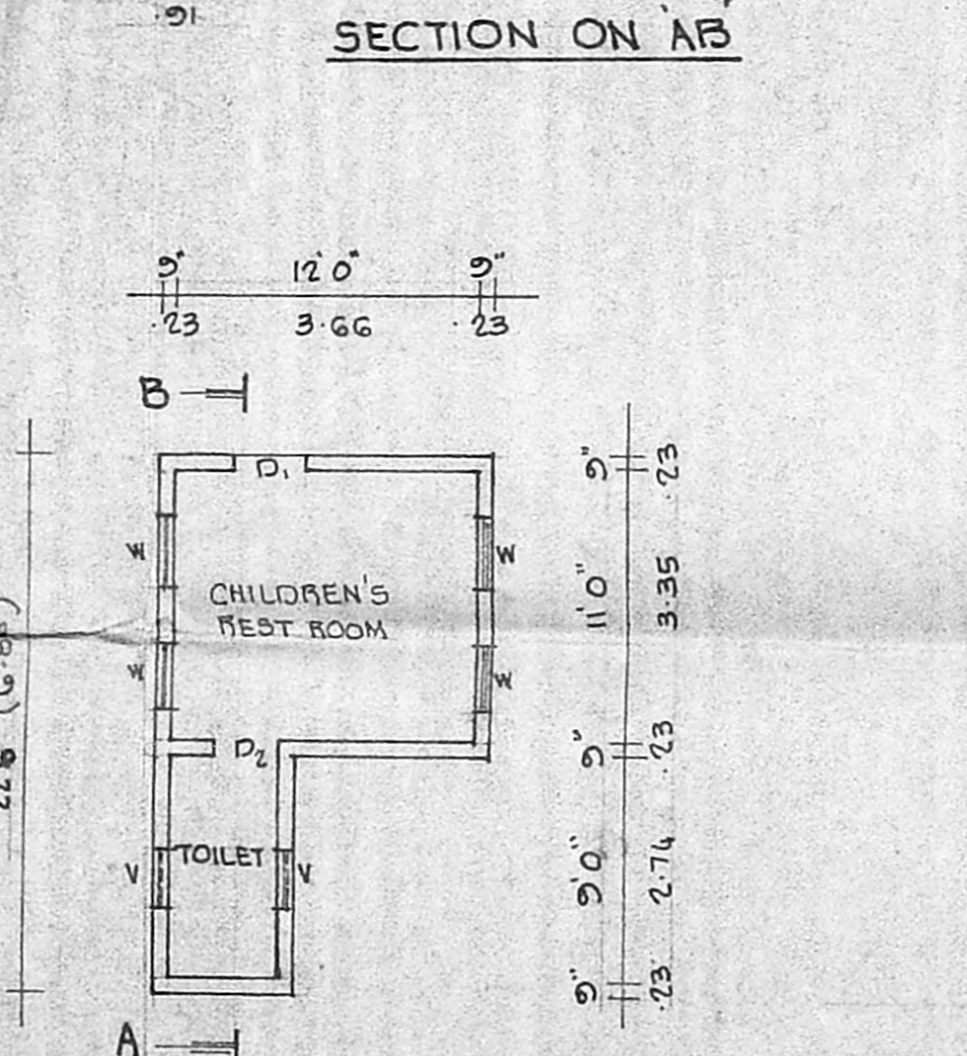 .91
SECTION ON 'AB'
9" 12'0" 9"
.23 3.66 .23
B
D1
W W
CHILDREN'S
REST ROOM
W W
D2
TOILET
V V
A
9" .23
11'0" 3.35
9" .23
9'0" 2.74
9" .23